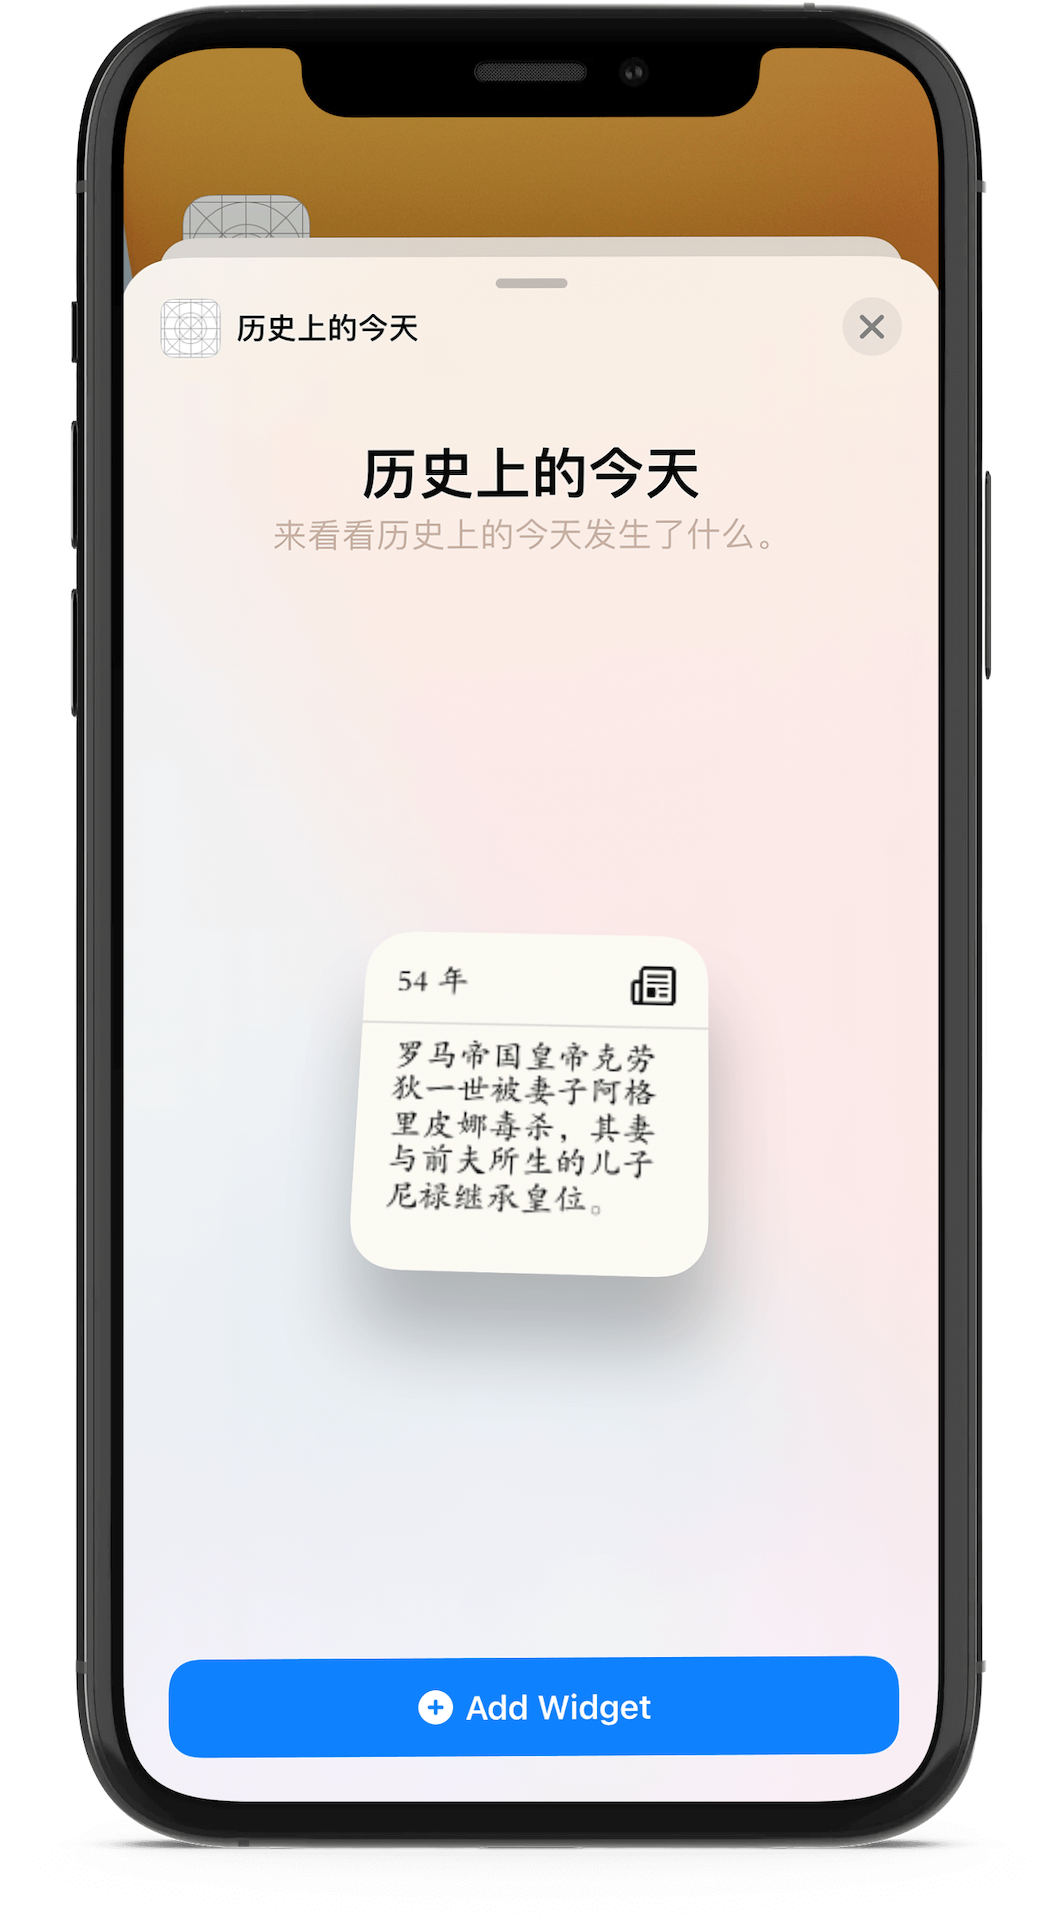 历史上的今天
历史上的今天
来看看历史上的今天发生了什么。
54 年
罗马帝国皇帝克劳
狄一世被妻子阿格
里皮娜毒杀，其妻
与前夫所生的儿子
尼禄继承皇位。
Add Widget